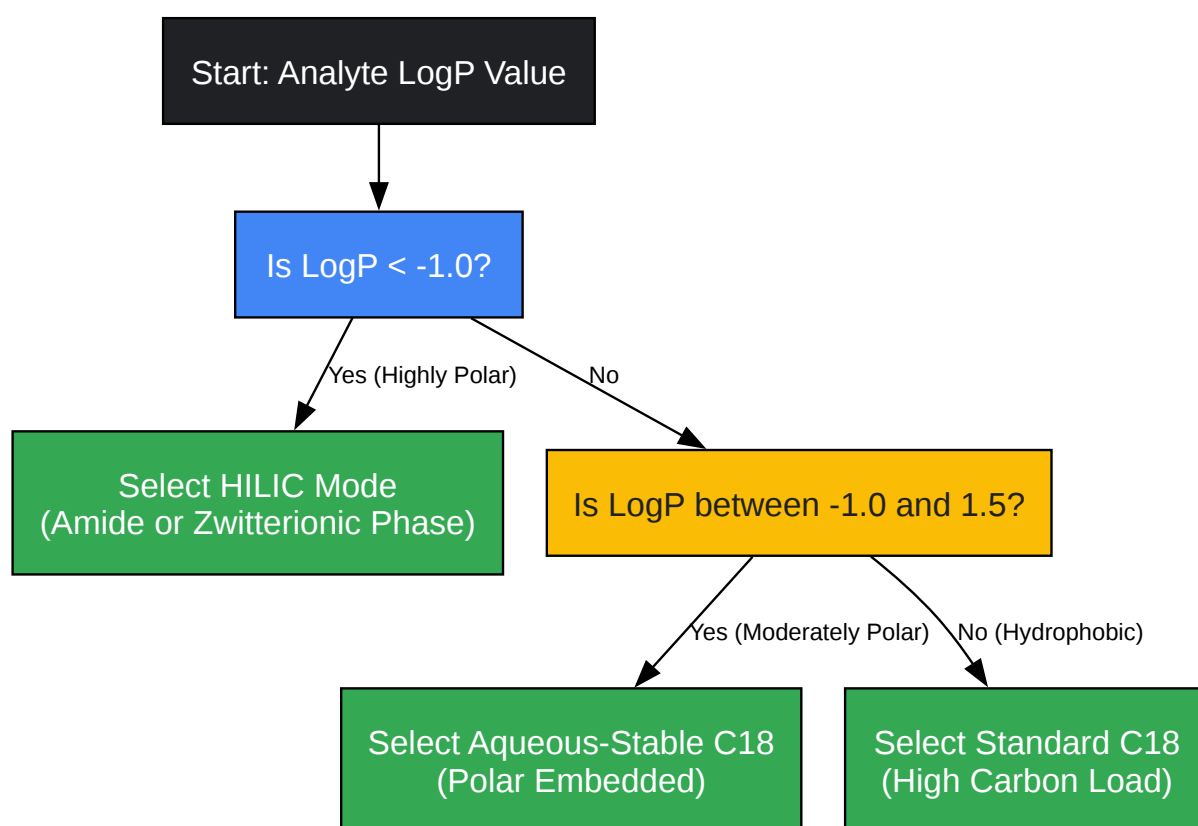 Start: Analyte LogP Value
Is LogP < -1.0?
Yes (Highly Polar)
No
Select HILIC Mode
(Amide or Zwitterionic Phase)
Is LogP between -1.0 and 1.5?
Yes (Moderately Polar)
No (Hydrophobic)
Select Aqueous-Stable C18
(Polar Embedded)
Select Standard C18
(High Carbon Load)